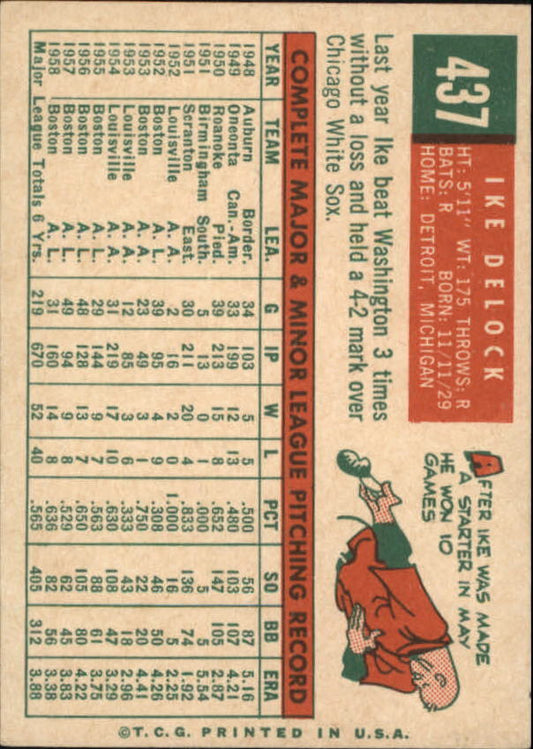 437
IKE DELOCK
HT: 5'11" WT: 175 THROWS: R
BATS: R BORN: 11/11/29
HOME: DETROIT, MICHIGAN
Last year Ike beat Washington 3 times
without a loss and held a 4-2 mark over
Chicago White Sox.
AFTER IKE WAS MADE
A STARTER IN MAY
HE WON 10
GAMES
COMPLETE MAJOR & MINOR LEAGUE PITCHING RECORD
YEAR TEAM LEA. G IP W L PCT SO BB ERA
1948 Auburn Border. 34 103 5 5 .500 56 87 5.16
1949 Oneonta Can.-Am. 33 199 12 13 .480 103 107 4.21
1950 Roanoke Pied. 39 213 15 8 .652 147 105 2.87
1951 Birmingham South. 5 13 0 1 .000 5 5 5.54
1951 Scranton East. 30 211 20 4 .833 136 74 1.92
1952 Louisville A. A. 2 16 2 0 1.000 16 5 2.25
1952 Boston A. L. 39 95 4 9 .308 46 50 4.26
1953 Boston A. L. 23 49 3 1 .750 22 20 4.41
1953 Louisville A. A. 12 85 3 6 .333 43 18 2.96
1954 Louisville A. A. 31 219 17 10 .630 108 47 3.29
1955 Boston A. L. 29 144 9 7 .563 88 61 3.75
1956 Boston A. L. 48 128 13 7 .650 105 80 4.22
1957 Boston A. L. 49 94 9 8 .529 62 45 3.83
1958 Boston A. L. 31 160 14 8 .636 82 56 3.38
Major League Totals 6 Yrs. 219 670 52 40 .565 405 312 3.88
©T.C.G. PRINTED IN U.S.A.